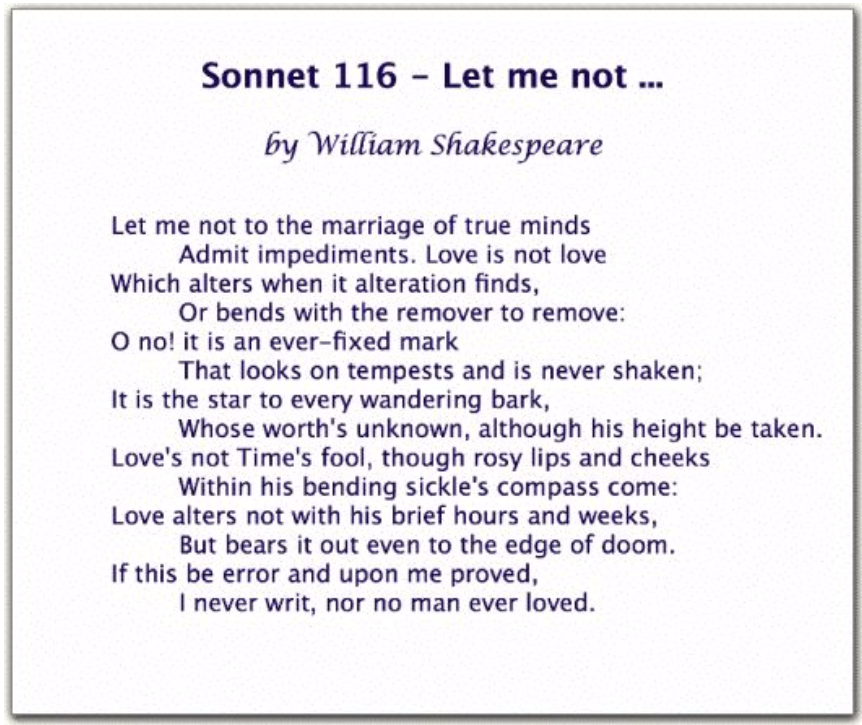 Sonnet 116 – Let me not ...
by William Shakespeare
Let me not to the marriage of true minds
Admit impediments. Love is not love
Which alters when it alteration finds,
Or bends with the remover to remove:
O no! it is an ever–fixed mark
That looks on tempests and is never shaken;
It is the star to every wandering bark,
Whose worth's unknown, although his height be taken.
Love's not Time's fool, though rosy lips and cheeks
Within his bending sickle's compass come:
Love alters not with his brief hours and weeks,
But bears it out even to the edge of doom.
If this be error and upon me proved,
I never writ, nor no man ever loved.